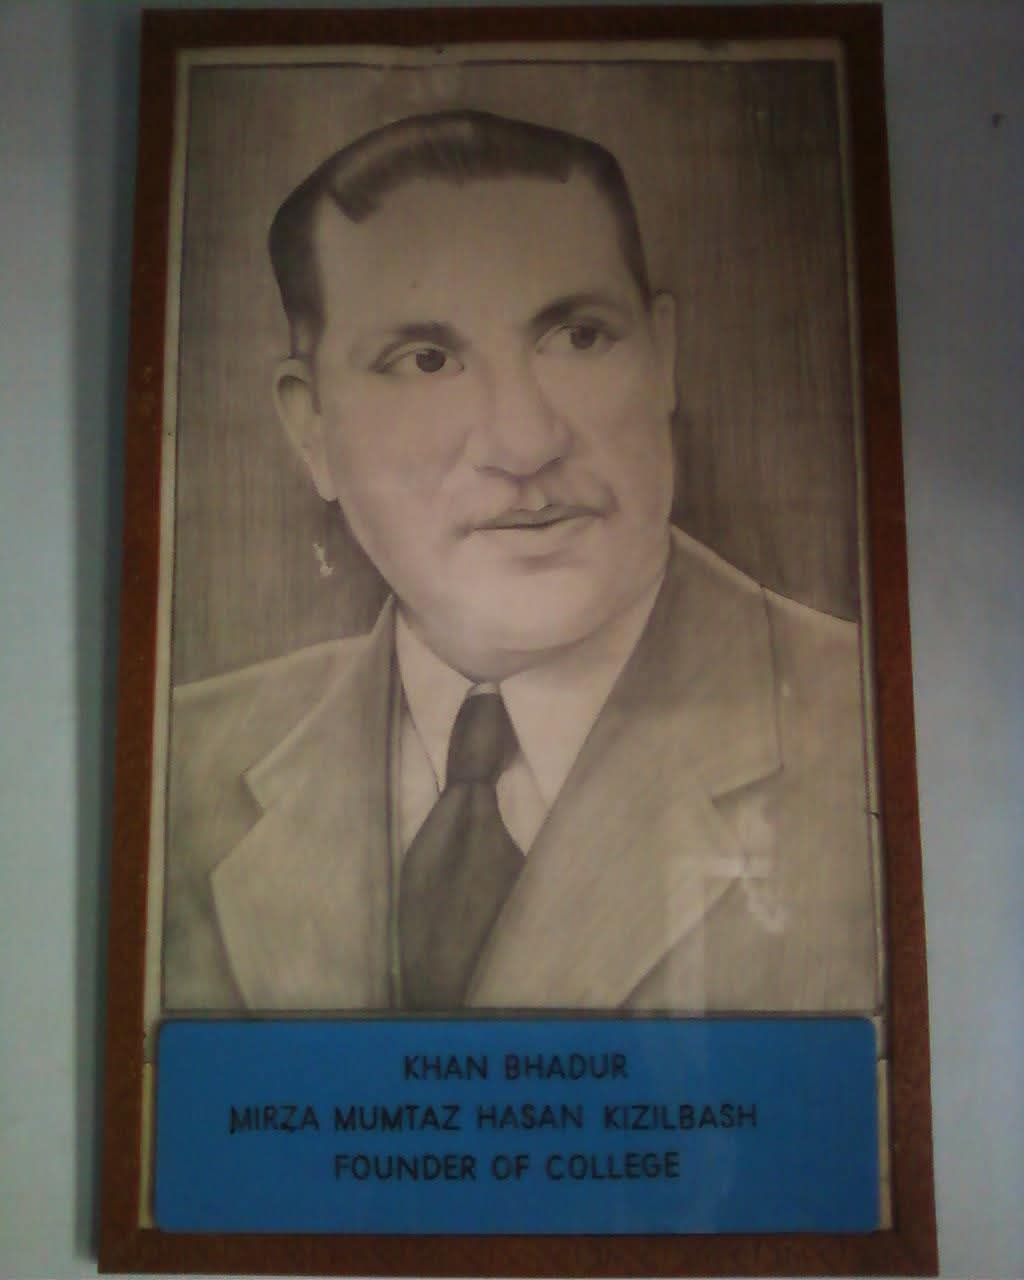 KHAN BHADUR
MIRZA MUMTAZ HASAN KIZILBASH
FOUNDER OF COLLEGE